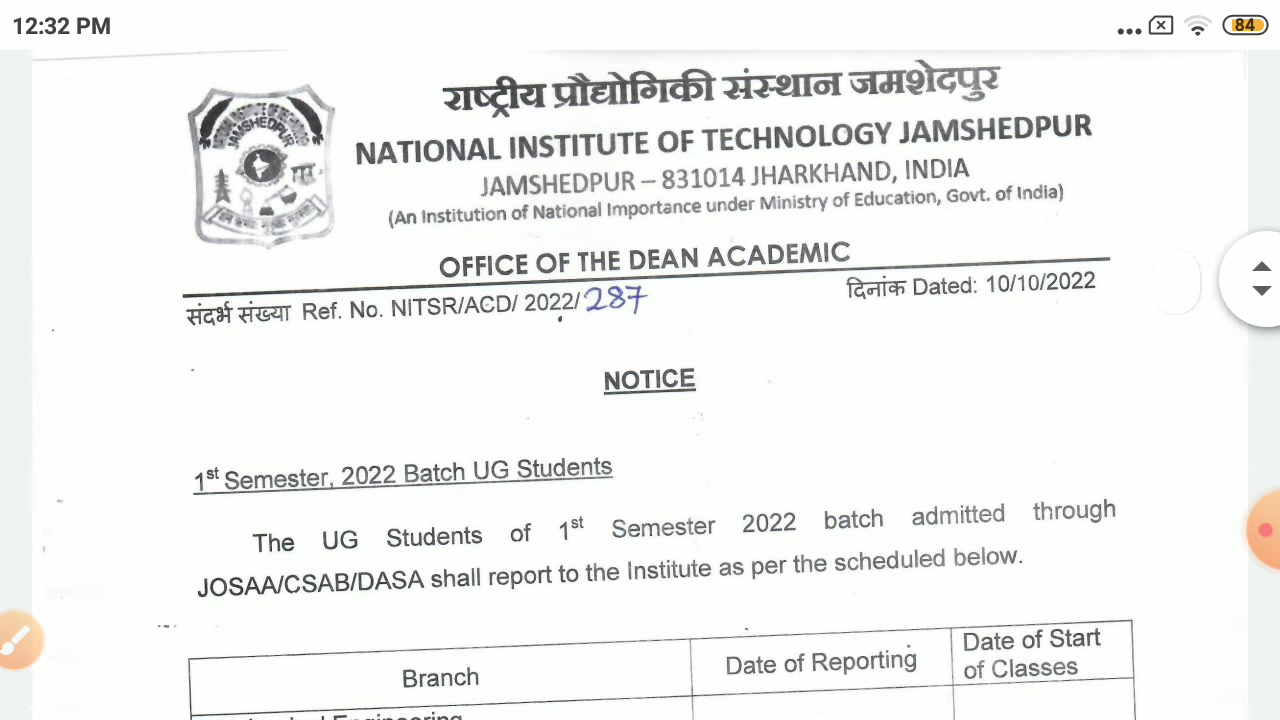 12:32 PM
84
राष्ट्रीय प्रौद्योगिकी संस्थान जमशेदपुर
NATIONAL INSTITUTE OF TECHNOLOGY JAMSHEDPUR
JAMSHEDPUR – 831014 JHARKHAND, INDIA
(An Institution of National Importance under Ministry of Education, Govt. of India)
JAMSHEDPUR
OFFICE OF THE DEAN ACADEMIC
संदर्भ संख्या Ref. No. NITSR/ACD/ 2022/287
दिनांक Dated: 10/10/2022
NOTICE
1st Semester, 2022 Batch UG Students
The UG Students of 1st Semester 2022 batch admitted through
JOSAA/CSAB/DASA shall report to the Institute as per the scheduled below.
Branch
Date of Reporting
Date of Start
of Classes
Engineering